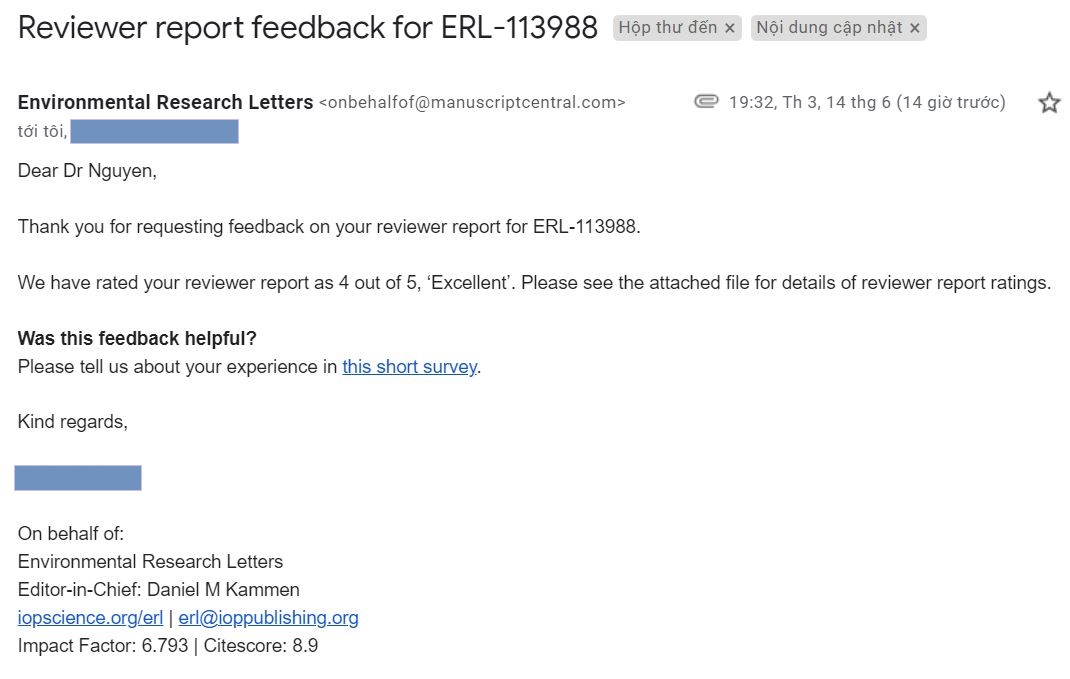 Reviewer report feedback for ERL-113988 Hộp thư đến × Nội dung cập nhật ×
Environmental Research Letters <onbehalfof@manuscriptcentral.com> 19:32, Th 3, 14 thg 6 (14 giờ trước)
tới tôi,
Dear Dr Nguyen,
Thank you for requesting feedback on your reviewer report for ERL-113988.
We have rated your reviewer report as 4 out of 5, ‘Excellent’. Please see the attached file for details of reviewer report ratings.
Was this feedback helpful?
Please tell us about your experience in this short survey.
Kind regards,
On behalf of:
Environmental Research Letters
Editor-in-Chief: Daniel M Kammen
iopscience.org/erl | erl@ioppublishing.org
Impact Factor: 6.793 | Citescore: 8.9